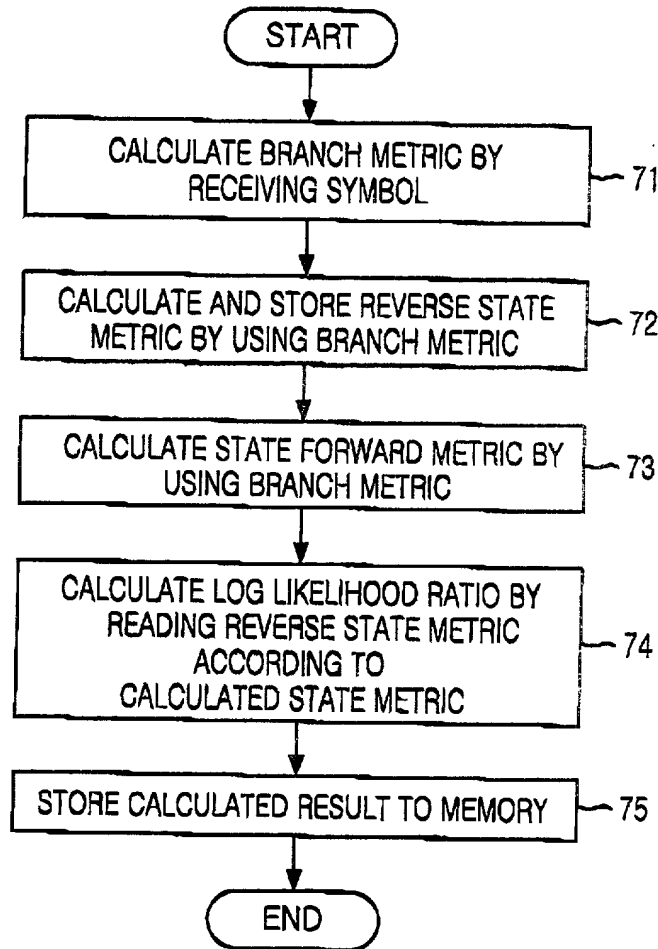 START
CALCULATE BRANCH METRIC BY
RECEIVING SYMBOL
71
CALCULATE AND STORE REVERSE STATE
METRIC BY USING BRANCH METRIC
72
CALCULATE STATE FORWARD METRIC BY
USING BRANCH METRIC
73
CALCULATE LOG LIKELIHOOD RATIO BY
READING REVERSE STATE METRIC
ACCORDING TO
CALCULATED STATE METRIC
74
STORE CALCULATED RESULT TO MEMORY
75
END